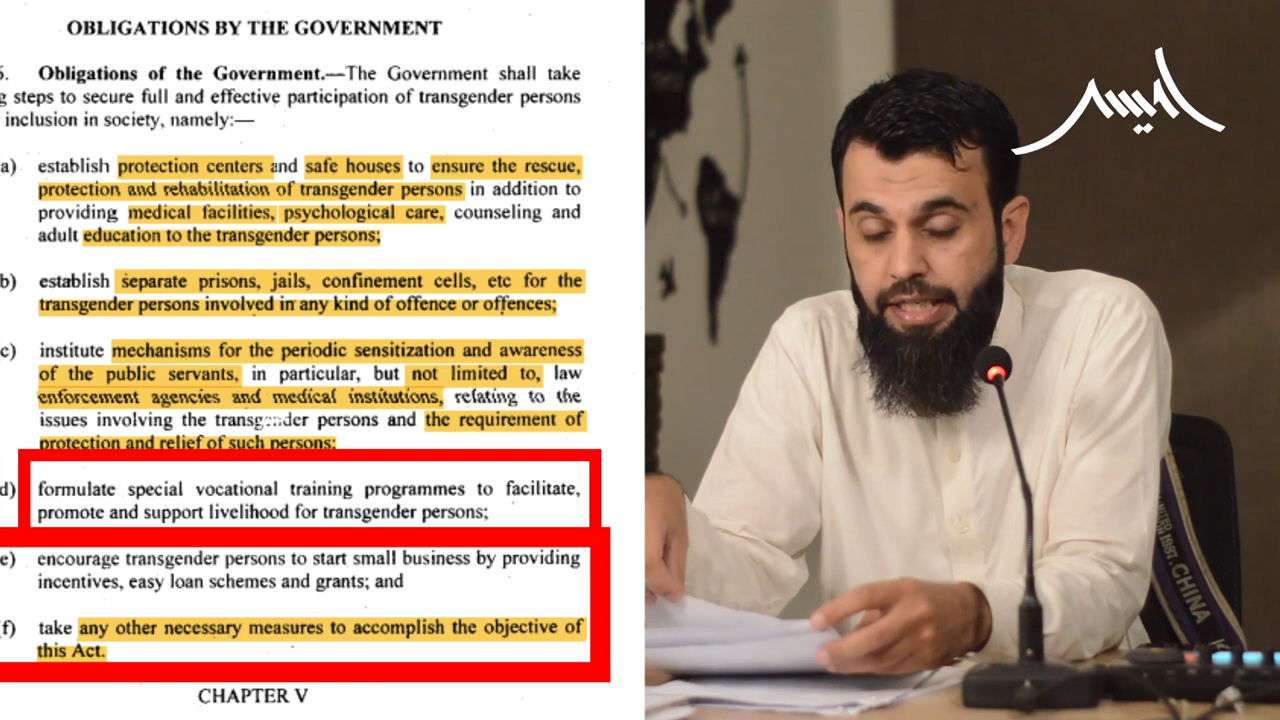 OBLIGATIONS BY THE GOVERNMENT
6. Obligations of the Government.—The Government shall take
g steps to secure full and effective participation of transgender persons
inclusion in society, namely:—
a) establish protection centers and safe houses to ensure the rescue,
protection and rehabilitation of transgender persons in addition to
providing medical facilities, psychological care, counseling and
adult education to the transgender persons;
b) establish separate prisons, jails, confinement cells, etc for the
transgender persons involved in any kind of offence or offences;
c) institute mechanisms for the periodic sensitization and awareness
of the public servants, in particular, but not limited to, law
enforcement agencies and medical institutions, relating to the
issues involving the transgender persons and the requirement of
protection and relief of such persons;
d) formulate special vocational training programmes to facilitate,
promote and support livelihood for transgender persons;
e) encourage transgender persons to start small business by providing
incentives, easy loan schemes and grants; and
(f) take any other necessary measures to accomplish the objective of
this Act.
CHAPTER V
1987.CHINA